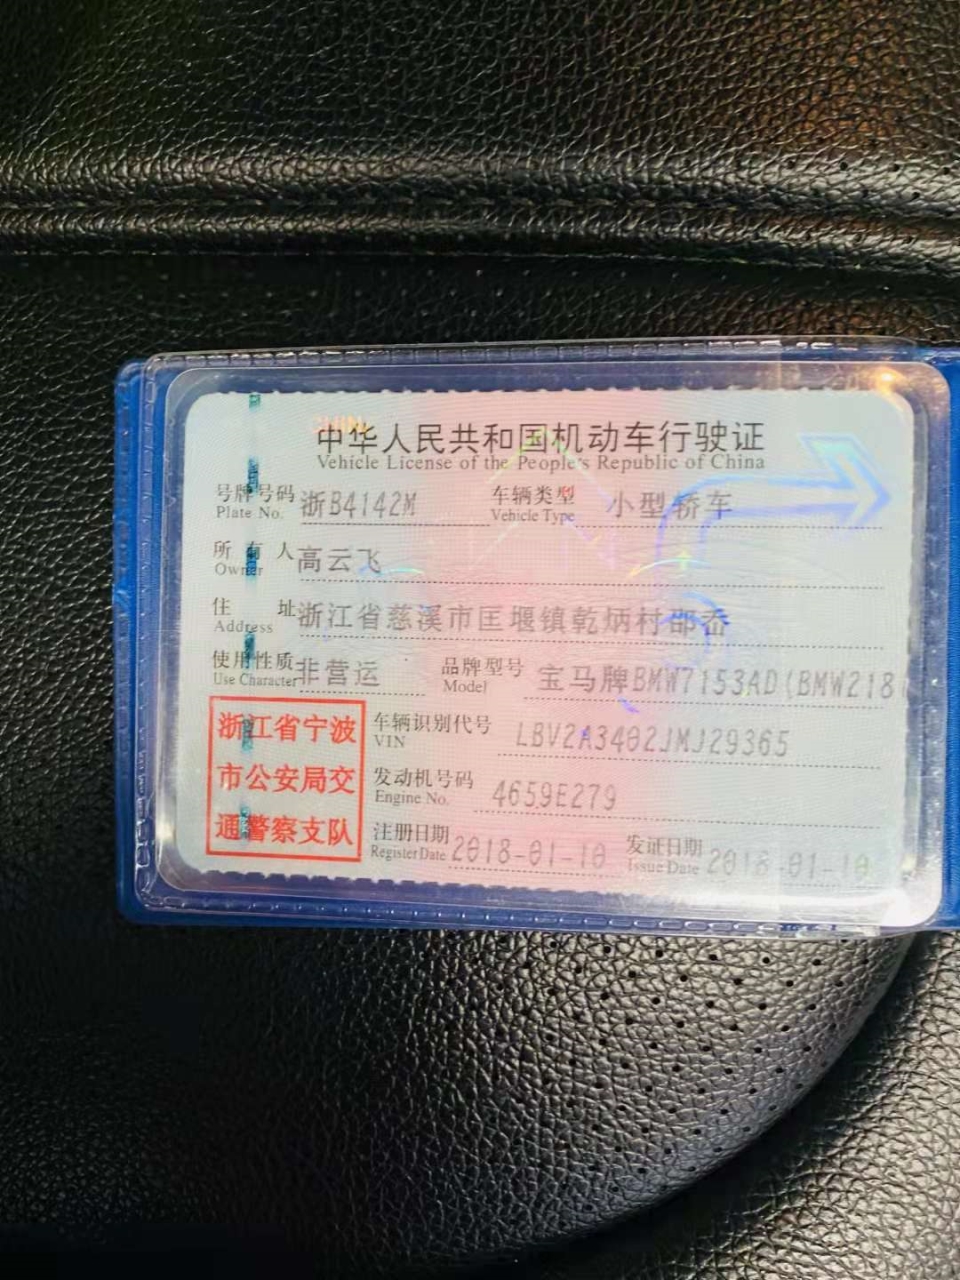 中华人民共和国机动车行驶证
Vehicle License of the People's Republic of China
号牌号码 浙B4142M 车辆类型 小型轿车
Plate No. Vehicle Type
所有人 高云飞
Owner
住址 浙江省慈溪市匡堰镇乾炳村邵岙
Address
使用性质 非营运 品牌型号 宝马牌BMW7153AD(BMW218
Use Character Model
浙江省宁波
市公安局交
通警察支队
车辆识别代号 LBV2A3402JMJ29365
VIN
发动机号码 4659E279
Engine No.
注册日期 2018-01-10 发证日期 2018-01-10
Register Date Issue Date